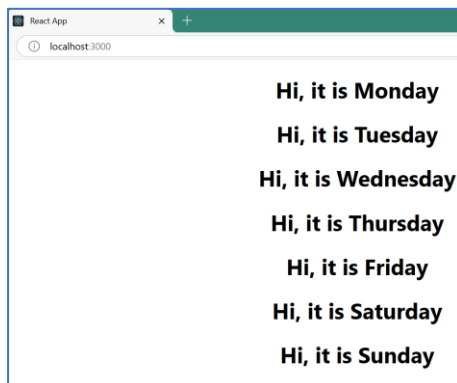 React App
localhost:3000
Hi, it is Monday
Hi, it is Tuesday
Hi, it is Wednesday
Hi, it is Thursday
Hi, it is Friday
Hi, it is Saturday
Hi, it is Sunday